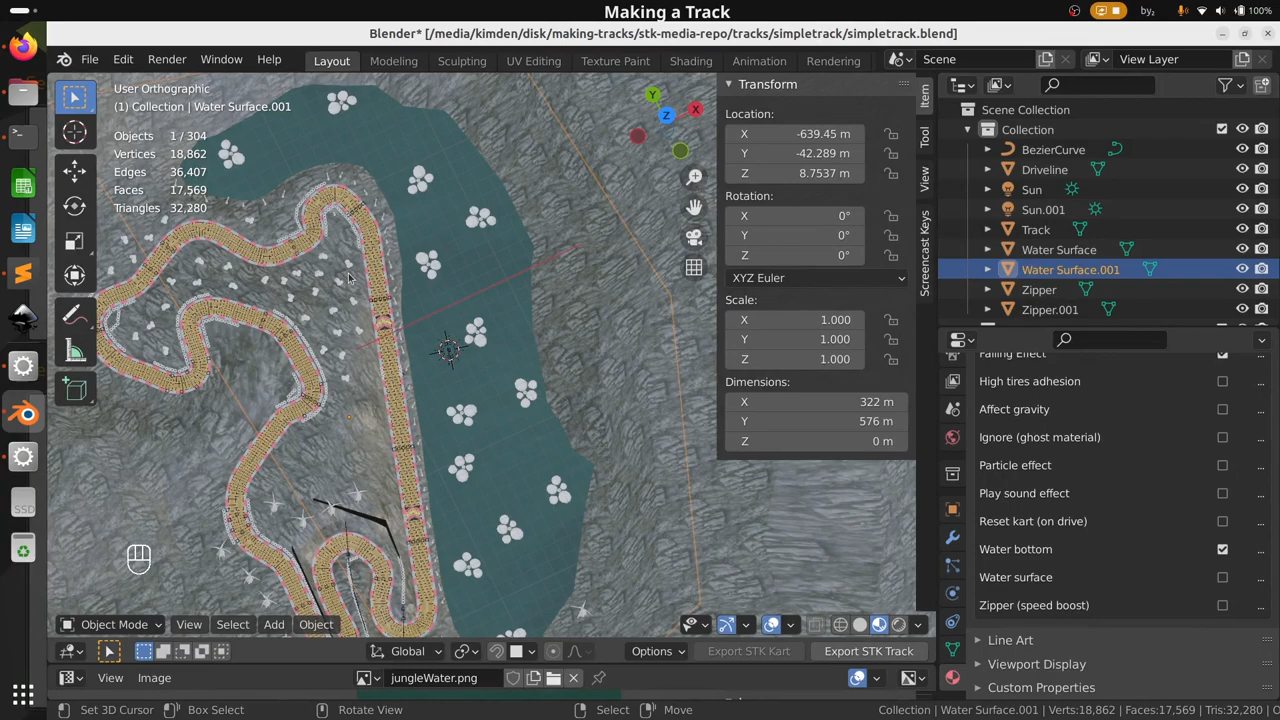 Making a Track
by₂
100%
Blender* [/media/kimden/disk/making-tracks/stk-media-repo/tracks/simpletrack/simpletrack.blend]
File Edit Render Window Help
Layout Modeling Sculpting UV Editing Texture Paint Shading Animation Rendering
Scene
View Layer
User Orthographic
(1) Collection | Water Surface.001
Objects 1 / 304
Vertices 18,862
Edges 36,407
Faces 17,569
Triangles 32,280
Y
X
Z
Transform
Location:
X -639.45 m
Y -42.289 m
Z 8.7537 m
Rotation:
X 0°
Y 0°
Z 0°
XYZ Euler
Scale:
X 1.000
Y 1.000
Z 1.000
Dimensions:
X 322 m
Y 576 m
Z 0 m
Item
Tool
View
Screencast Keys
Scene Collection
Collection
BezierCurve
Driveline
Sun
Sun.001
Track
Water Surface
Water Surface.001
Zipper
Zipper.001
Falling Effect
High tires adhesion
Affect gravity
Ignore (ghost material)
Particle effect
Play sound effect
Reset kart (on drive)
Water bottom
Water surface
Zipper (speed boost)
Line Art
Viewport Display
Custom Properties
SSD
Object Mode View Select Add Object
Global
Options Export STK Kart Export STK Track
View Image
jungleWater.png
Set 3D Cursor Box Select Rotate View Select Move
Collection | Water Surface.001 | Verts:18,862 | Faces:17,569 | Tris:32,280